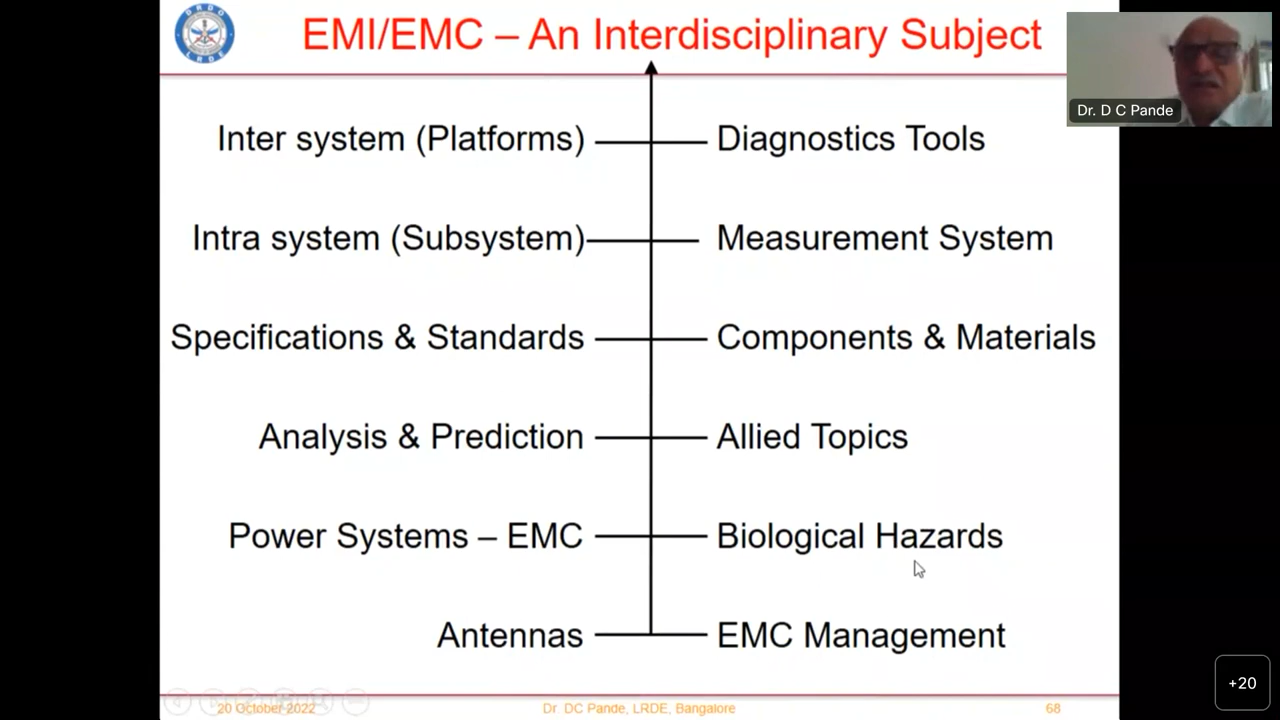 DRDO
LRDE
EMI/EMC – An Interdisciplinary Subject
Dr. D C Pande
Inter system (Platforms)
Diagnostics Tools
Intra system (Subsystem)
Measurement System
Specifications & Standards
Components & Materials
Analysis & Prediction
Allied Topics
Power Systems – EMC
Biological Hazards
Antennas
EMC Management
+20
20 October 2022
Dr. DC Pande, LRDE, Bangalore
68